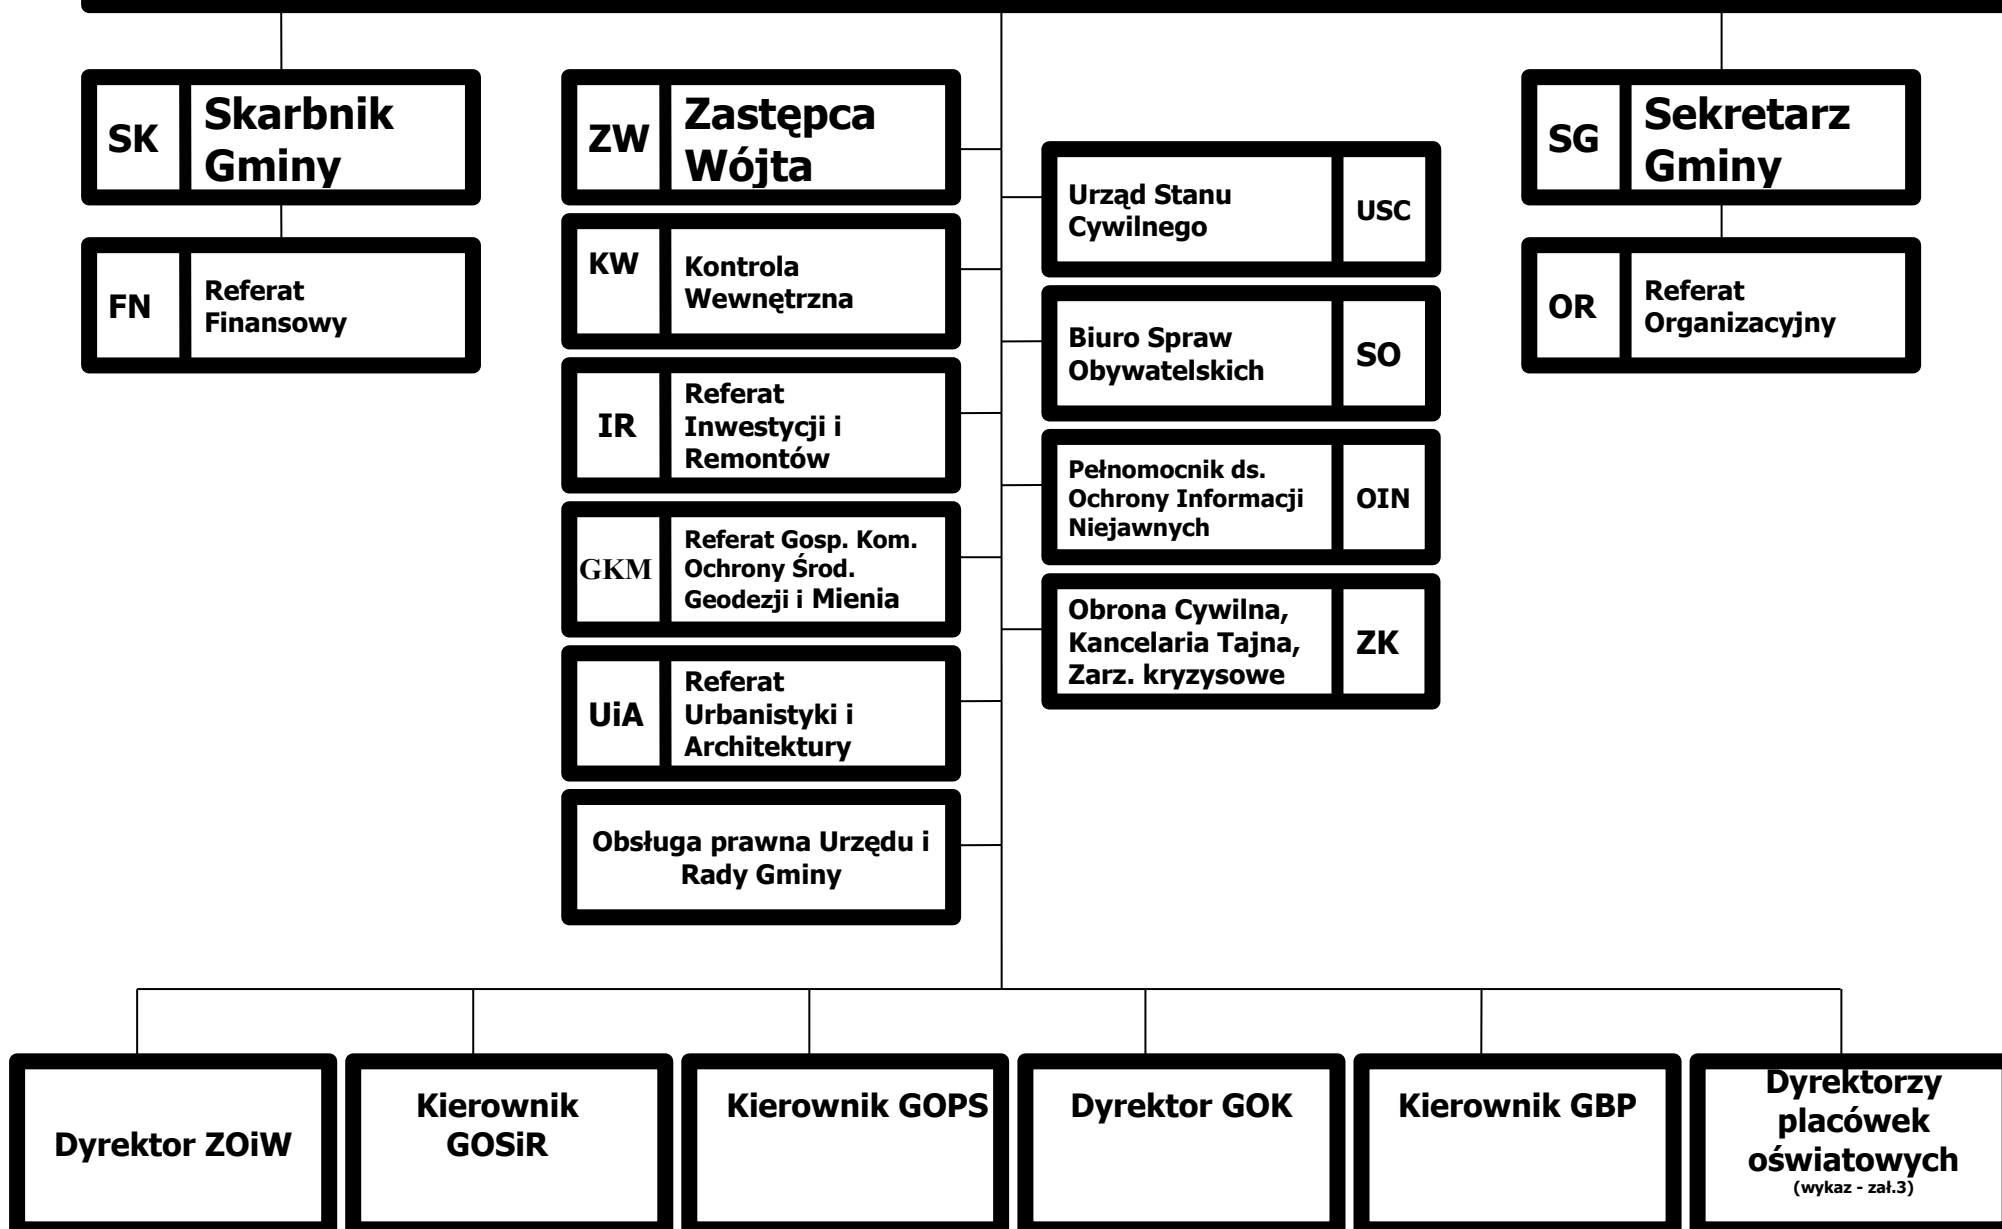 SK
Skarbnik
Gminy
FN
Referat
Finansowy
ZW
Zastępca
Wójta
KW
Kontrola
Wewnętrzna
IR
Referat
Inwestycji i
Remontów
GKM
Referat Gosp. Kom.
Ochrony Środ.
Geodezji i Mienia
UiA
Referat
Urbanistyki i
Architektury
Obsługa prawna Urzędu i
Rady Gminy
Urząd Stanu
Cywilnego
USC
Biuro Spraw
Obywatelskich
SO
Pełnomocnik ds.
Ochrony Informacji
Niejawnych
OIN
Obrona Cywilna,
Kancelaria Tajna,
Zarz. kryzysowe
ZK
SG
Sekretarz
Gminy
OR
Referat
Organizacyjny
Dyrektor ZOiW
Kierownik
GOSiR
Kierownik GOPS
Dyrektor GOK
Kierownik GBP
Dyrektorzy
placówek
oświatowych
(wykaz - zał.3)